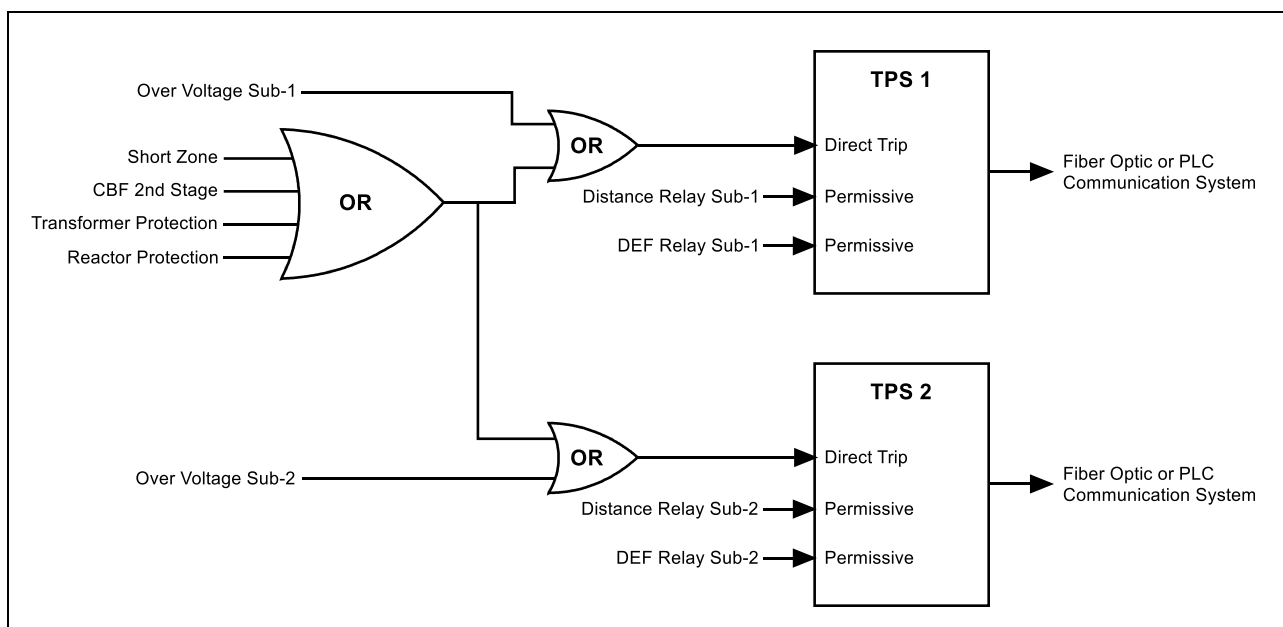 Over Voltage Sub-1
Short Zone
CBF 2nd Stage
Transformer Protection
Reactor Protection
OR
OR
TPS 1
Direct Trip
Distance Relay Sub-1
Permissive
DEF Relay Sub-1
Permissive
Fiber Optic or PLC
Communication System
Over Voltage Sub-2
OR
TPS 2
Direct Trip
Distance Relay Sub-2
Permissive
DEF Relay Sub-2
Permissive
Fiber Optic or PLC
Communication System